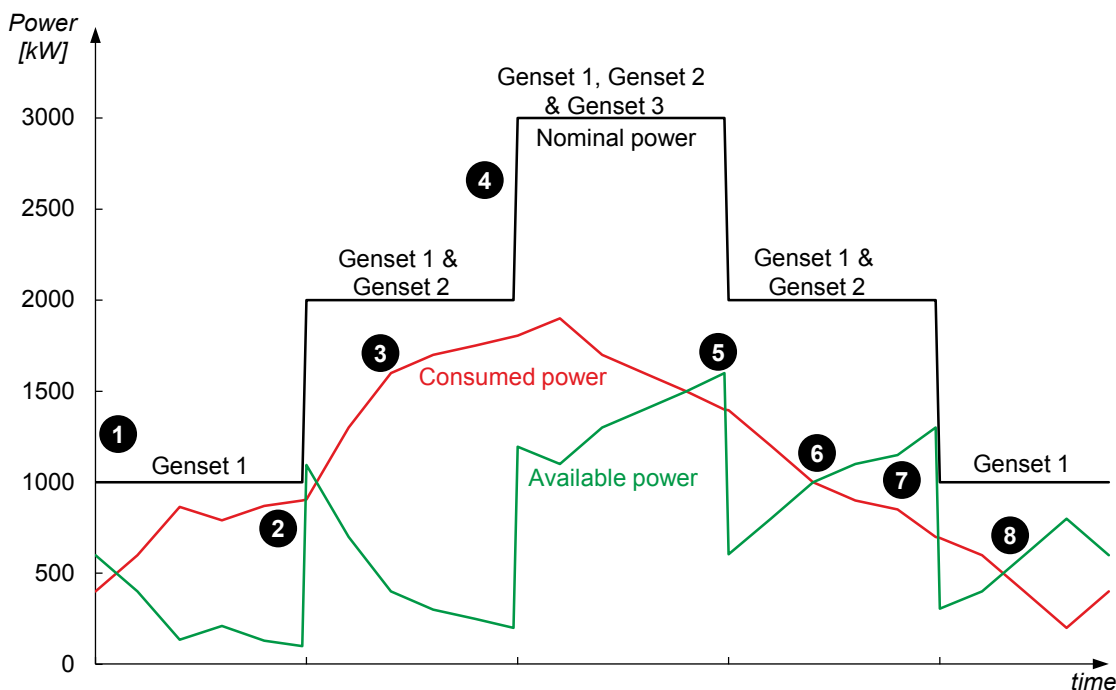 Power
[kW]
Genset 1, Genset 2
& Genset 3
3000
Nominal power
4
2500
Genset 1 &
Genset 2
Genset 1 &
Genset 2
2000
3
5
1500
Consumed power
1
6
Genset 1
Available power
7
Genset 1
1000
2
8
500
0
time